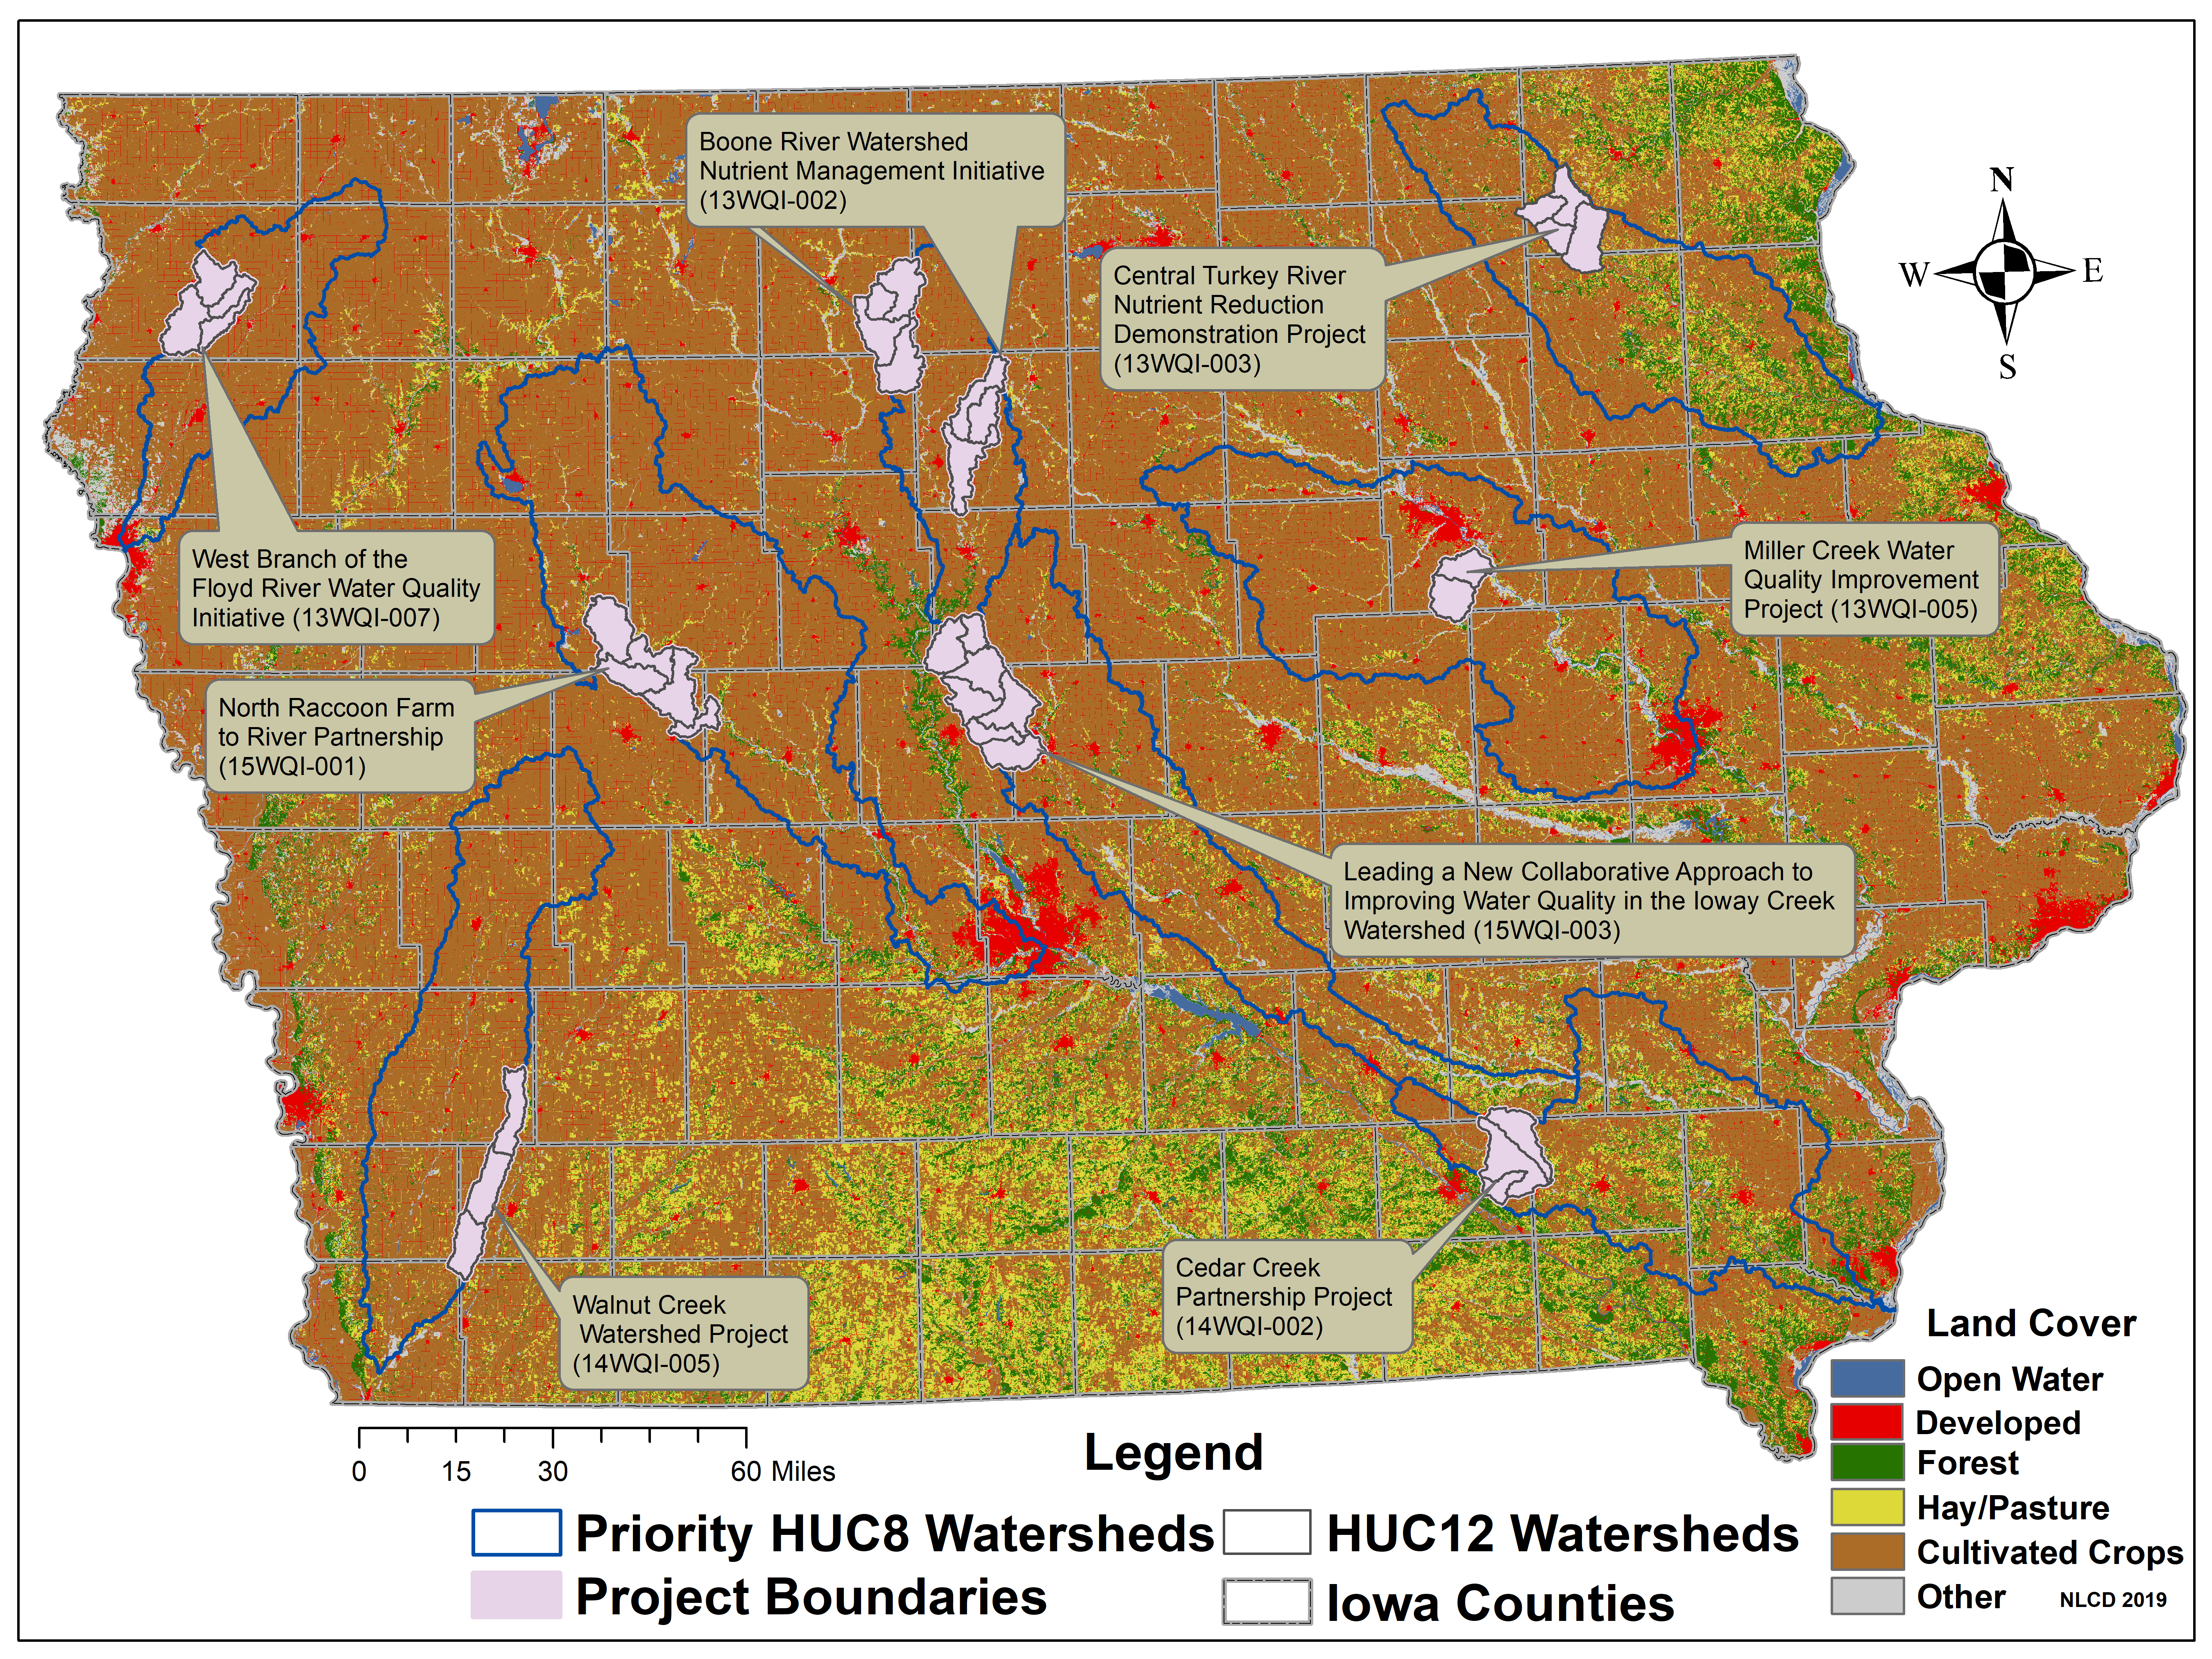 Boone River Watershed
Nutrient Management Initiative
(13WQI-002)
N
W
E
S
Central Turkey River
Nutrient Reduction
Demonstration Project
(13WQI-003)
West Branch of the
Floyd River Water Quality
Initiative (13WQI-007)
Miller Creek Water
Quality Improvement
Project (13WQI-005)
North Raccoon Farm
to River Partnership
(15WQI-001)
Leading a New Collaborative Approach to
Improving Water Quality in the Ioway Creek
Watershed (15WQI-003)
Walnut Creek
Watershed Project
(14WQI-005)
Cedar Creek
Partnership Project
(14WQI-002)
0 15 30 60 Miles
Legend
Priority HUC8 Watersheds
Project Boundaries
HUC12 Watersheds
Iowa Counties
Land Cover
Open Water
Developed
Forest
Hay/Pasture
Cultivated Crops
Other
NLCD 2019